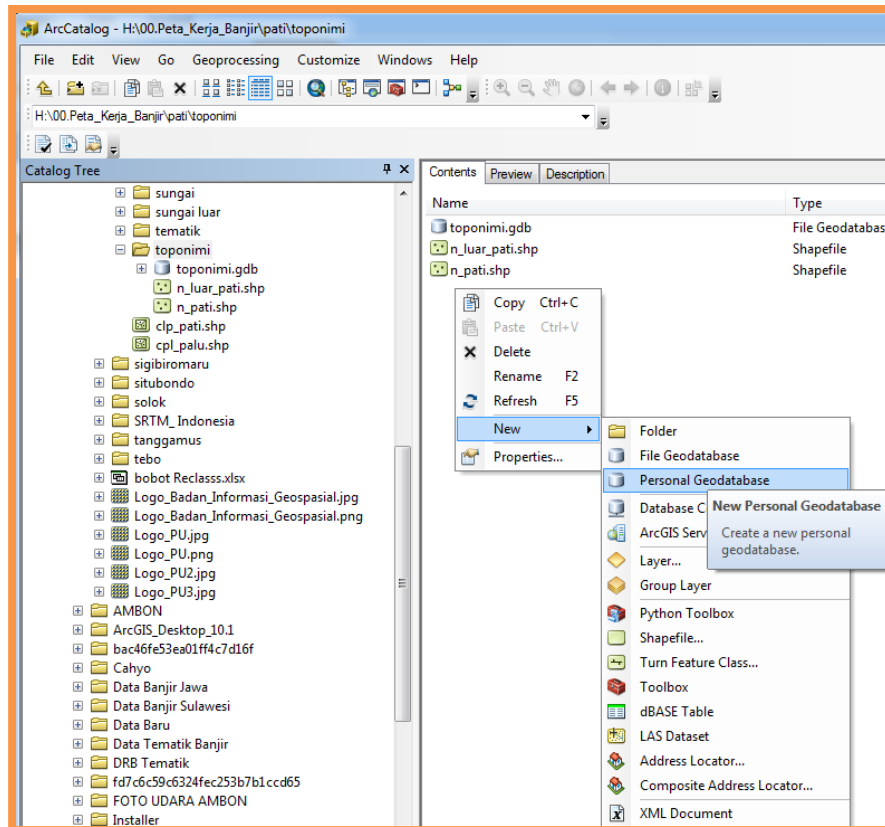 ArcCatalog - H:\00.Peta_Kerja_Banjir\pati\toponimi
File Edit View Go Geoprocessing Customize Windows Help
H:\00.Peta_Kerja_Banjir\pati\toponimi
Catalog Tree
sungai
sungai luar
tematik
toponimi
toponimi.gdb
n_luar_pati.shp
n_pati.shp
clp_pati.shp
cpl_palu.shp
sigibiromaru
situbondo
solok
SRTM_ Indonesia
tanggamus
tebo
bobot Reclasss.xlsx
Logo_Badan_Informasi_Geospasial.jpg
Logo_Badan_Informasi_Geospasial.png
Logo_PU.jpg
Logo_PU.png
Logo_PU2.jpg
Logo_PU3.jpg
AMBON
ArcGIS_Desktop_10.1
bac46fe53ea01ff4c7d16f
Cahyo
Data Banjir Jawa
Data Banjir Sulawesi
Data Baru
Data Tematik Banjir
DRB Tematik
fd7c6c59c6324fec253b7b1ccd65
FOTO UDARA AMBON
Installer
Contents Preview Description
Name Type
toponimi.gdb File Geodatabas
n_luar_pati.shp Shapefile
n_pati.shp Shapefile
Copy Ctrl+C
Paste Ctrl+V
Delete
Rename F2
Refresh F5
New
Properties...
Folder
File Geodatabase
Personal Geodatabase
Database C
ArcGIS Serv
Layer...
Group Layer
Python Toolbox
Shapefile...
Turn Feature Class...
Toolbox
dBASE Table
LAS Dataset
Address Locator...
Composite Address Locator...
XML Document
New Personal Geodatabase
Create a new personal
geodatabase.